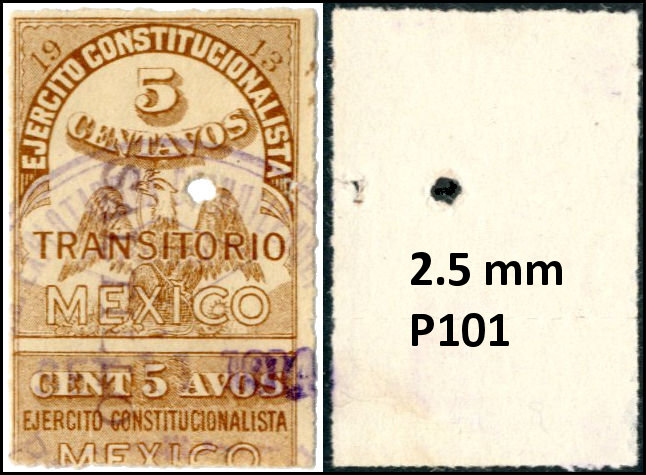 1913
EJERCITO CONSTITUCIONALISTA
5
CENTAVOS
TRANSITORIO
MEXICO
CENT 5 AVOS
EJERCITO CONSTITUCIONALISTA
MEXICO
2.5 mm
P101